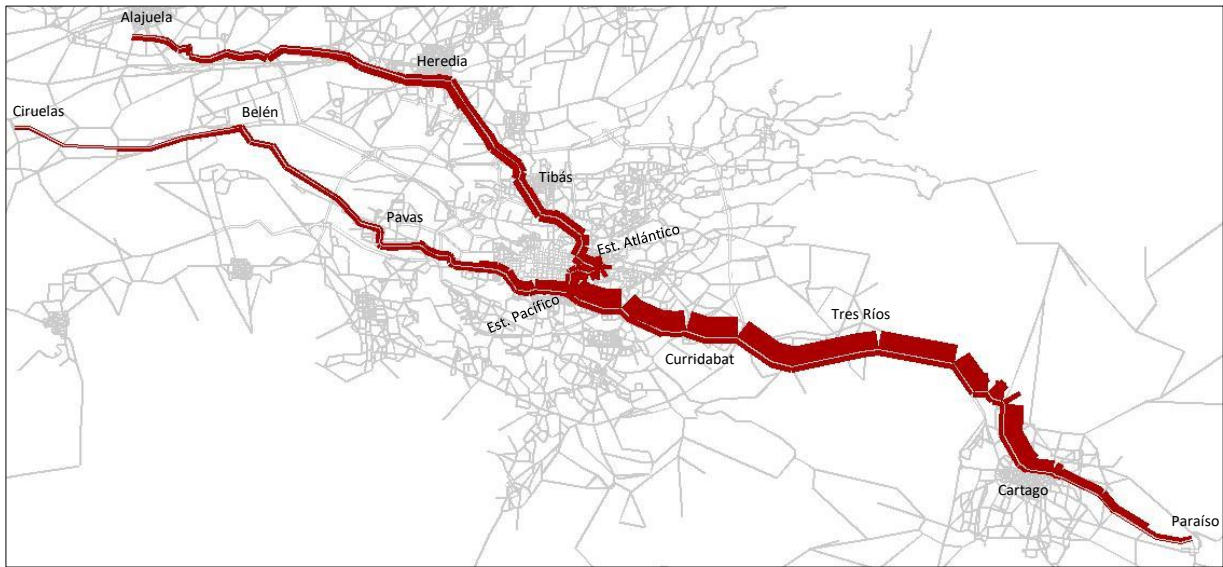 Alajuela
Heredia
Ciruelas
Belén
Tibás
Pavas
Est. Atlántico
Est. Pacífico
Tres Ríos
Curridabat
Cartago
Paraíso